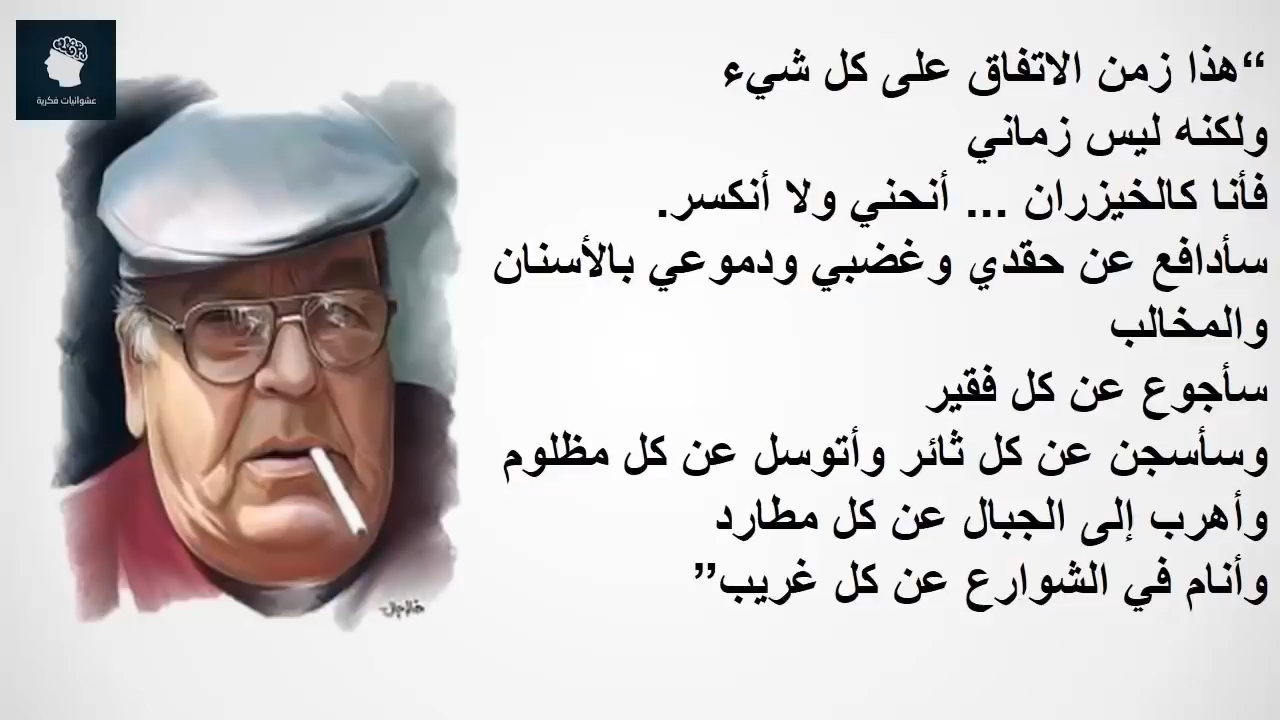 عشوائيات فكرية
“هذا زمن الاتفاق على كل شيء
ولكنه ليس زماني
فأنا كالخيزران ... أنحني ولا أنكسر.
سأدافع عن حقدي وغضبي ودموعي بالأسنان
والمخالب
سأجوع عن كل فقير
وسأسجن عن كل ثائر وأتوسل عن كل مظلوم
وأهرب إلى الجبال عن كل مطارد
وأنام في الشوارع عن كل غريب”